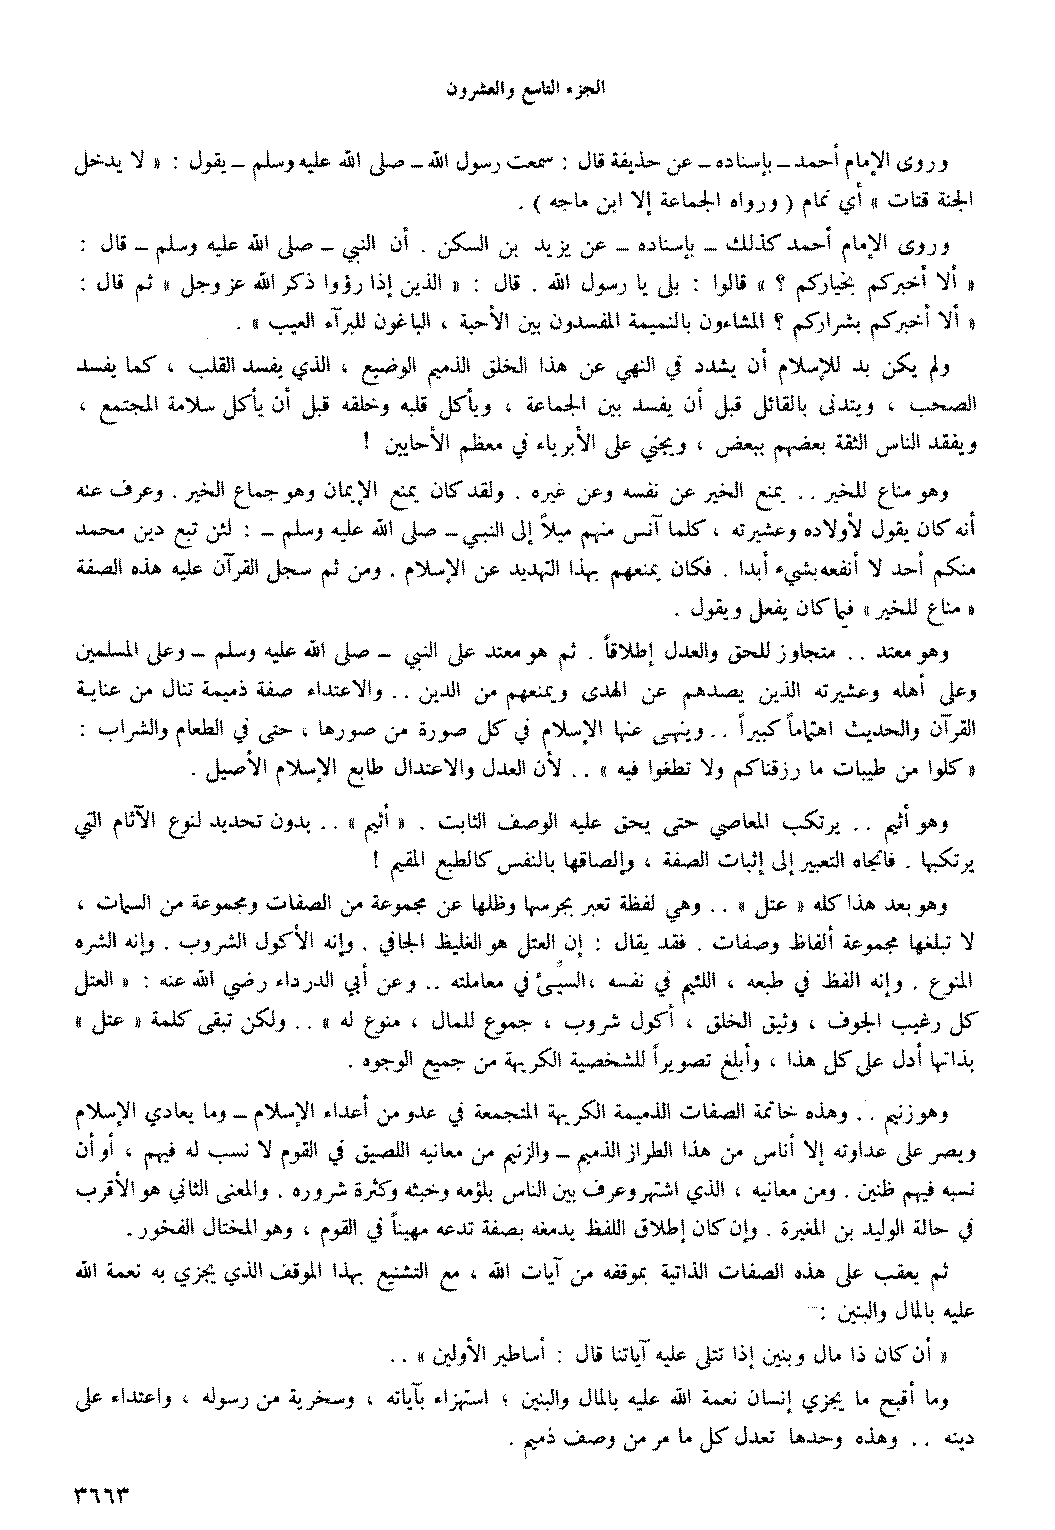 الجزء التاسع والعشرون
وروى الإمام أحمد ــ بإسناده ــ عن حذيفة قال : سمعت رسول الله ــ صلى الله عليه وسلم ــ يقول : « لا يدخل
الجنة قتات » أي نمام ( ورواه الجماعة إلا ابن ماجه ) .
وروى الإمام أحمد كذلك ــ بإسناده ــ عن يزيد بن السكن . أن النبي ــ صلى الله عليه وسلم ــ قال :
« ألا أخبركم بخياركم ؟ » قالوا : بلى يا رسول الله . قال : « الذين إذا رؤوا ذكر الله عز وجل » ثم قال :
« ألا أخبركم بشراركم ؟ المشاءون بالنميمة المفسدون بين الأحبة ، الباغون للبرآء العيب » .
ولم يكن بد للإسلام أن يشدد في النهي عن هذا الخلق الذميم الوضيع ، الذي يفسد القلب ، كما يفسد
الصحب ، ويتدنى بالقائل قبل أن يفسد بين الجماعة ، ويأكل قلبه وخلقه قبل أن يأكل سلامة المجتمع ،
ويفقد الناس الثقة بعضهم ببعض ، ويجني على الأبرياء في معظم الأحايين !
وهو مناع للخير .. يمنع الخير عن نفسه وعن غيره . ولقد كان يمنع الإيمان وهو جماع الخير . وعرف عنه
أنه كان يقول لأولاده وعشيرته ، كلما آنس منهم ميلاً إلى النبي ــ صلى الله عليه وسلم ــ : لئن تبع دين محمد
منكم أحد لا أنفعه بشيء أبدا . فكان يمنعهم بهذا التهديد عن الإسلام . ومن ثم سجل القرآن عليه هذه الصفة
« مناع للخير » فيما كان يفعل ويقول .
وهو معتد .. متجاوز للحق والعدل إطلاقاً . ثم هو معتد على النبي ــ صلى الله عليه وسلم ــ وعلى المسلمين
وعلى أهله وعشيرته الذين يصدهم عن الهدى ويمنعهم من الدين .. والاعتداء صفة ذميمة تنال من عناية
القرآن والحديث اهتماماً كبيراً .. وينهى عنها الإسلام في كل صورة من صورها ، حتى في الطعام والشراب :
« كلوا من طيبات ما رزقناكم ولا تطغوا فيه » .. لأن العدل والاعتدال طابع الإسلام الأصيل .
وهو أثيم .. يرتكب المعاصي حتى يحق عليه الوصف الثابت . « أثيم » .. بدون تحديد لنوع الآثام التي
يرتكبها . فاتجاه التعبير إلى إثبات الصفة ، وإلصاقها بالنفس كالطبع المقيم !
وهو بعد هذا كله « عتل » .. وهي لفظة تعبر بجرسها وظلها عن مجموعة من الصفات ومجموعة من السمات ،
لا تبلغها مجموعة ألفاظ وصفات . فقد يقال : إن العتل هو الغليظ الجافي . وإنه الأكول الشروب . وإنه الشره
المنوع . وإنه الفظ في طبعه ، اللئيم في نفسه ، السيّئ في معاملته .. وعن أبي الدرداء رضي الله عنه : « العتل
كل رغيب الجوف ، وثيق الخلق ، أكول شروب ، جموع للمال ، منوع له » .. ولكن تبقى كلمة « عتل »
بذاتها أدل على كل هذا ، وأبلغ تصويراً للشخصية الكريهة من جميع الوجوه .
وهو زنيم .. وهذه خاتمة الصفات الذميمة الكريهة المتجمعة في عدو من أعداء الإسلام ــ وما يعادي الإسلام
ويصر على عداوته إلا أناس من هذا الطراز الذميم ــ والزنيم من معانيه اللصيق في القوم لا نسب له فيهم ، أو أن
نسبه فيهم ظنين . ومن معانيه ، الذي اشتهر وعرف بين الناس بلؤمه وخبثه وكثرة شروره . والمعنى الثاني هو الأقرب
في حالة الوليد بن المغيرة . وإن كان إطلاق اللفظ يدمغه بصفة تدعه مهيناً في القوم ، وهو المختال الفخور .
ثم يعقب على هذه الصفات الذاتية بموقفه من آيات الله ، مع التشنيع بهذا الموقف الذي يجزي به نعمة الله
عليه بالمال والبنين :
« أن كان ذا مال وبنين إذا تتلى عليه آياتنا قال : أساطير الأولين » ..
وما أقبح ما يجزي إنسان نعمة الله عليه بالمال والبنين ؛ استهزاء بآياته ، وسخرية من رسوله ، واعتداء على
دينه .. وهذه وحدها تعدل كل ما مر من وصف ذميم .
٣٦٦٣